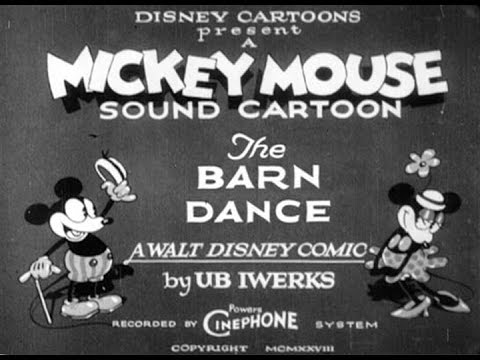 DISNEY CARTOONS
present
A
MICKEY MOUSE
SOUND CARTOON
The
BARN
DANCE
A WALT DISNEY COMIC
by UB IWERKS
RECORDED BY Powers CINEPHONE SYSTEM
COPYRIGHT MCMXXVIII